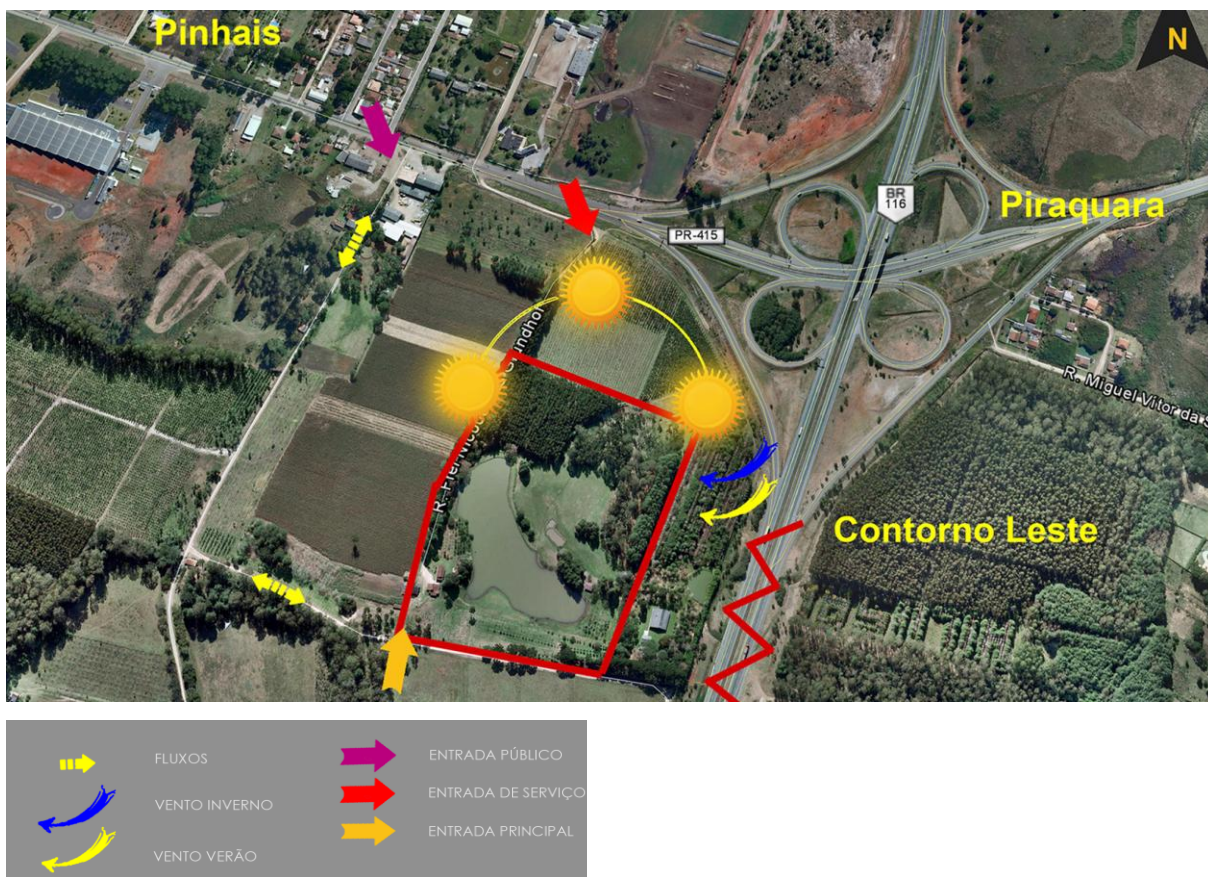 Pinhais
N
BR
116
Piraquara
PR-415
R. Miguel Vitor da S
Contorno Leste
FLUXOS
VENTO INVERNO
VENTO VERÃO
ENTRADA PÚBLICO
ENTRADA DE SERVIÇO
ENTRADA PRINCIPAL